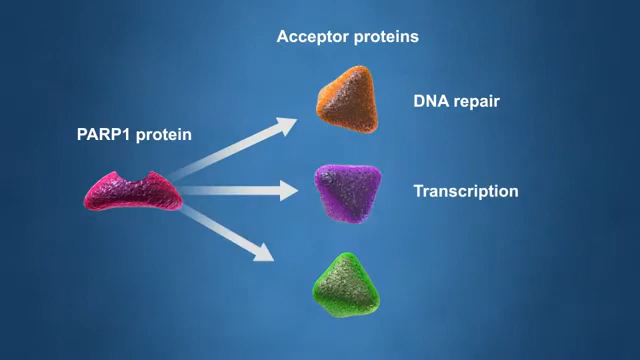 Acceptor proteins
DNA repair
PARP1 protein
Transcription